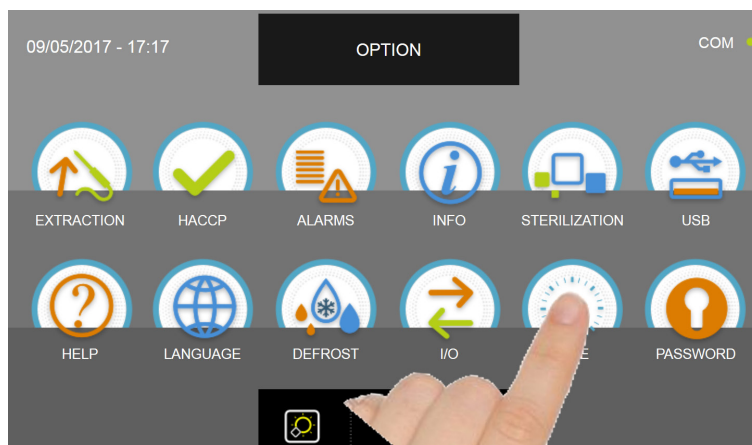 09/05/2017 - 17:17
OPTION
COM
EXTRACTION
HACCP
ALARMS
INFO
STERILIZATION
USB
HELP
LANGUAGE
DEFROST
I/O
PASSWORD